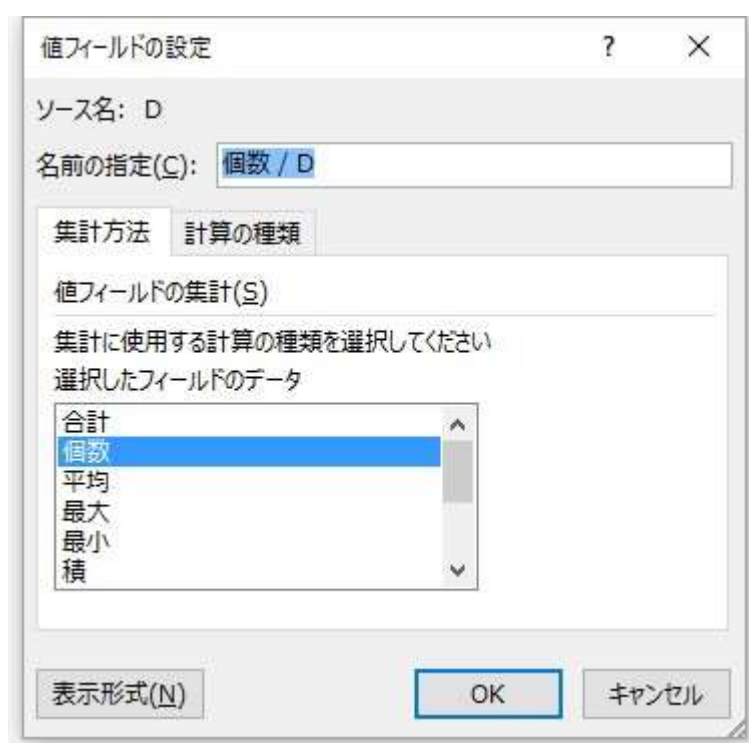 値フィールドの設定 ? ×
ソース名: D
名前の指定(C): 個数 / D
集計方法 計算の種類
値フィールドの集計(S)
集計に使用する計算の種類を選択してください
選択したフィールドのデータ
合計
個数
平均
最大
最小
積
表示形式(N) OK キャンセル